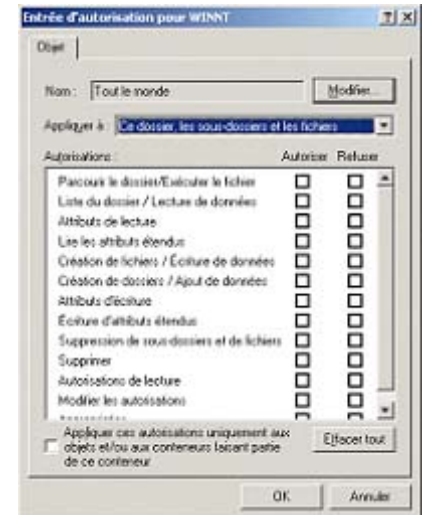 Entrée d'autorisation pour WINNT
Objet
Nom : Tout le monde
Modifier...
Appliquer à : Ce dossier, les sous-dossiers et les fichiers
Autorisations : Autoriser Refuser
Parcourir le dossier/Exécuter le fichier
Liste du dossier / Lecture de données
Attributs de lecture
Lire les attributs étendus
Création de fichiers / Écriture de données
Création de dossiers / Ajout de données
Attributs d'écriture
Écriture d'attributs étendus
Suppression de sous-dossiers et de fichiers
Supprimer
Autorisations de lecture
Modifier les autorisations
Appliquer ces autorisations uniquement aux
objets et/ou aux conteneurs faisant partie
de ce conteneur
Effacer tout
OK Annuler